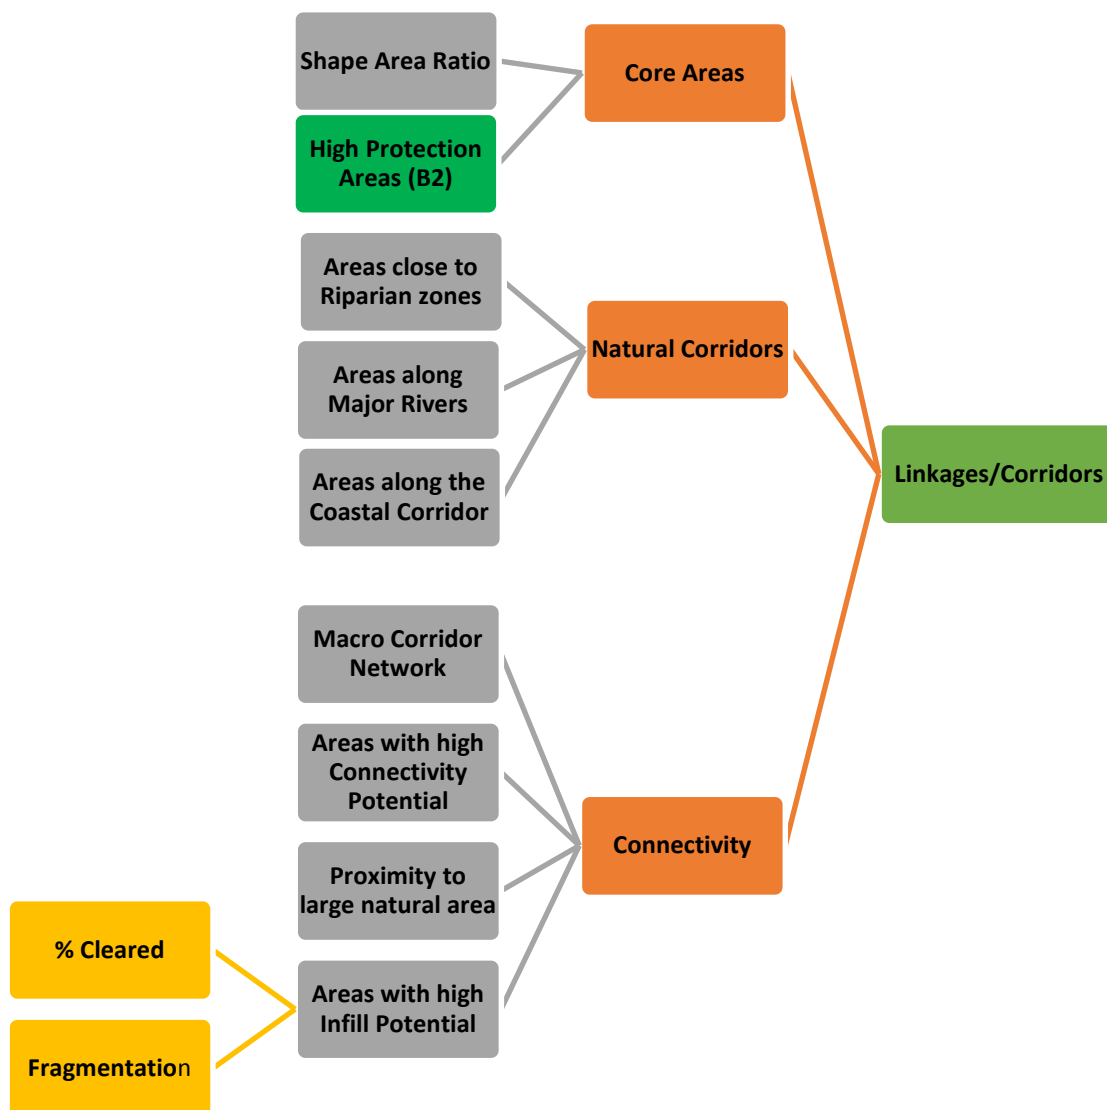 Shape Area Ratio
Core Areas
High Protection
Areas (B2)
Areas close to
Riparian zones
Natural Corridors
Areas along
Major Rivers
Linkages/Corridors
Areas along the
Coastal Corridor
Macro Corridor
Network
Areas with high
Connectivity
Potential
Connectivity
Proximity to
large natural area
% Cleared
Areas with high
Infill Potential
Fragmentation